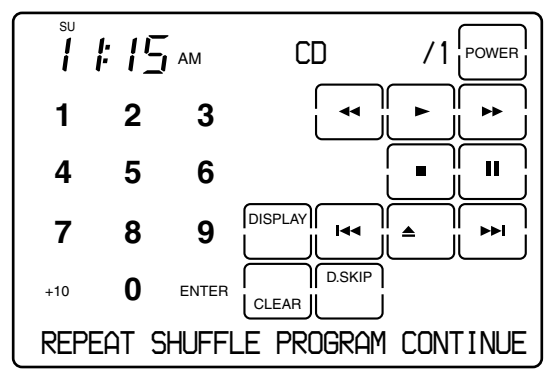 SU
11:15 AM CD /1 POWER
1 2 3
4 5 6
7 8 9 DISPLAY
+10 0 ENTER CLEAR D.SKIP
REPEAT SHUFFLE PROGRAM CONTINUE